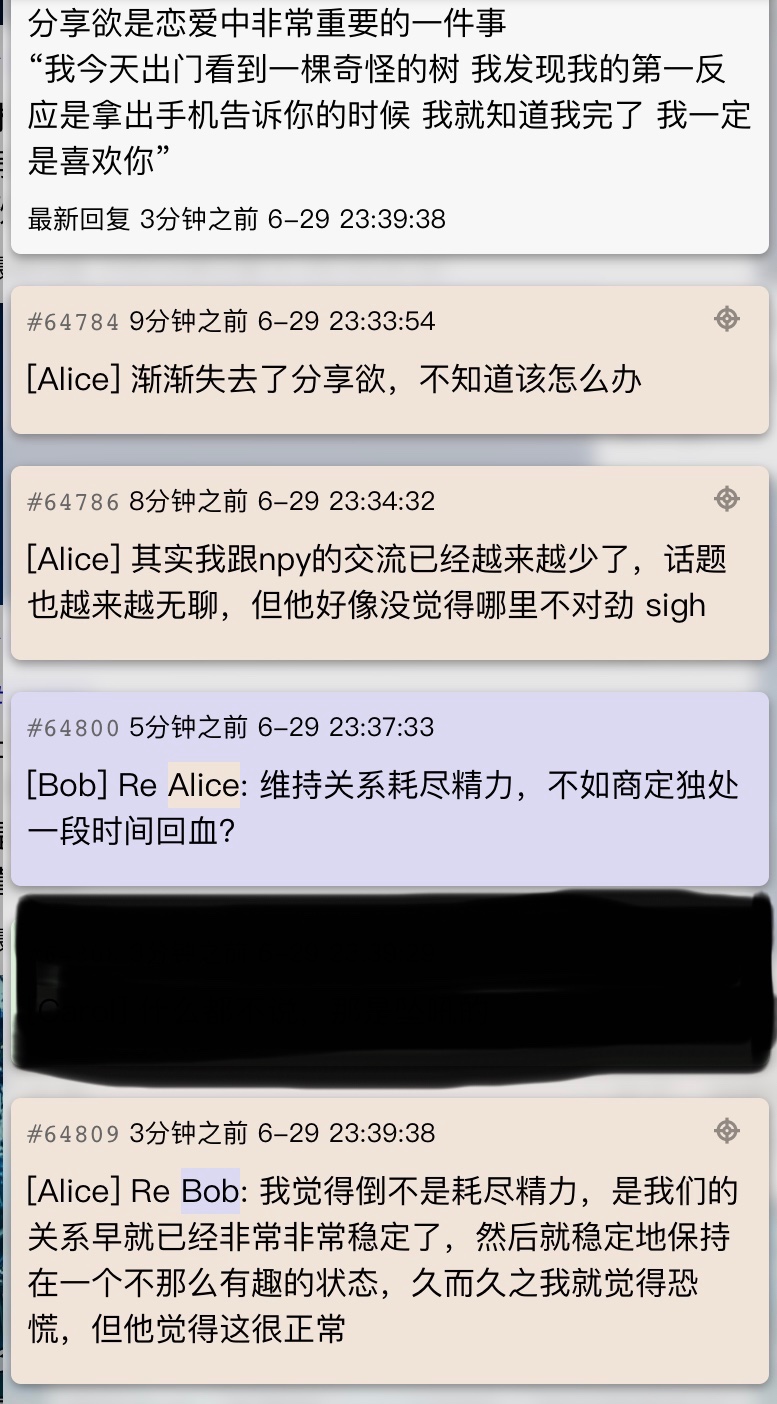 分享欲是恋爱中非常重要的一件事
“我今天出门看到一棵奇怪的树 我发现我的第一反
应是拿出手机告诉你的时候 我就知道我完了 我一定
是喜欢你”
最新回复 3分钟之前 6-29 23:39:38
#64784 9分钟之前 6-29 23:33:54
[Alice] 渐渐失去了分享欲，不知道该怎么办
#64786 8分钟之前 6-29 23:34:32
[Alice] 其实我跟npy的交流已经越来越少了，话题
也越来越无聊，但他好像没觉得哪里不对劲 sigh
#64800 5分钟之前 6-29 23:37:33
[Bob] Re Alice: 维持关系耗尽精力，不如商定独处
一段时间回血?
#64809 3分钟之前 6-29 23:39:38
[Alice] Re Bob: 我觉得倒不是耗尽精力，是我们的
关系早就已经非常非常稳定了，然后就稳定地保持
在一个不那么有趣的状态，久而久之我就觉得恐
慌，但他觉得这很正常